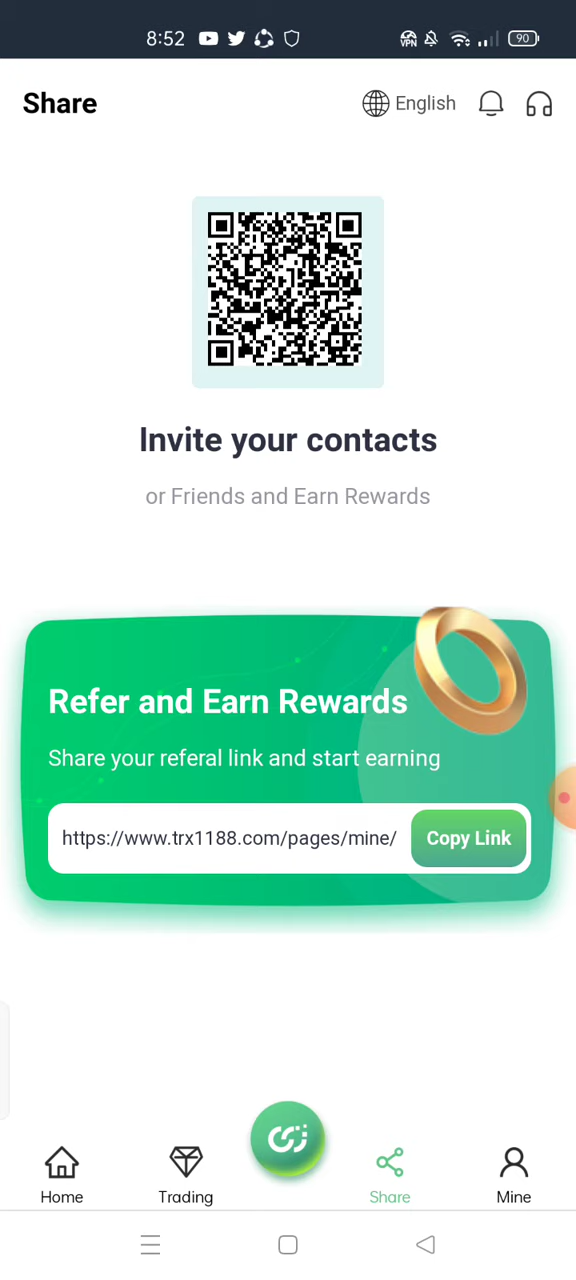 8:52
VPN
90
Share
English
Invite your contacts
or Friends and Earn Rewards
Refer and Earn Rewards
Share your referal link and start earning
https://www.trx1188.com/pages/mine/
Copy Link
Home
Trading
Share
Mine